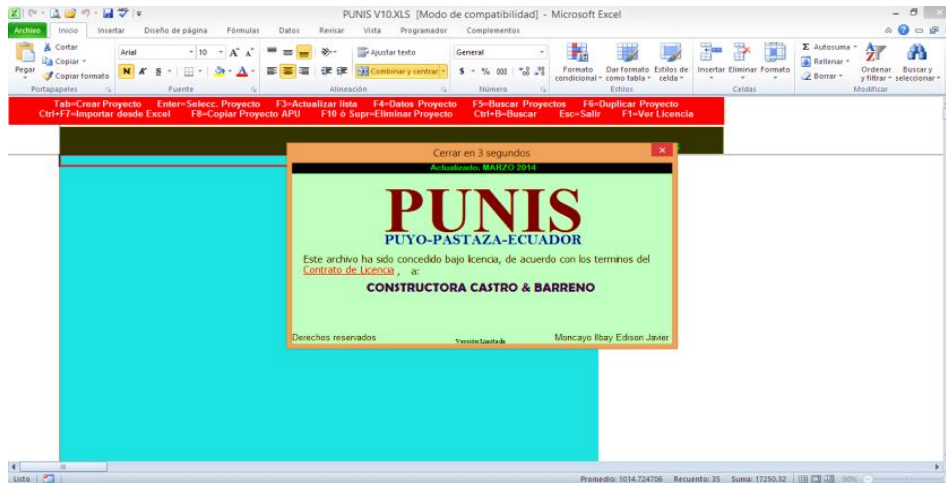 PUNIS V10.XLS [Modo de compatibilidad] - Microsoft Excel
Archivo Inicio Insertar Diseño de página Fórmulas Datos Revisar Vista Programador Complementos
Pegar
Cortar
Copiar
Copiar formato
Portapapeles
Arial 10
N K S
Fuente
Ajustar texto
Combinar y centrar
Alineación
General
$ % 000
Número
Formato condicional
Dar formato como tabla
Estilos de celda
Estilos
Insertar Eliminar Formato
Celdas
Autosuma
Rellenar
Borrar
Ordenar y filtrar
Buscar y seleccionar
Modificar
Tab=Crear Proyecto Enter=Selecc. Proyecto F3=Actualizar lista F4=Datos Proyecto F5=Buscar Proyectos F6=Duplicar Proyecto
Ctrl+F7=Importar desde Excel F8=Copiar Proyecto APU F10 ò Supr=Eliminar Proyecto Ctrl+B=Buscar Esc=Salir F1=Ver Licencia
Cerrar en 3 segundos
Actualizado: MARZO 2014
PUNIS
PUYO-PASTAZA-ECUADOR
Este archivo ha sido concedido bajo licencia, de acuerdo con los terminos del
Contrato de Licencia , a:
CONSTRUCTORA CASTRO & BARRENO
Derechos reservados Versión Limitada Moncayo Ilbay Edison Javier
Listo Promedio: 1014.724706 Recuento: 35 Suma: 17250.32 80%